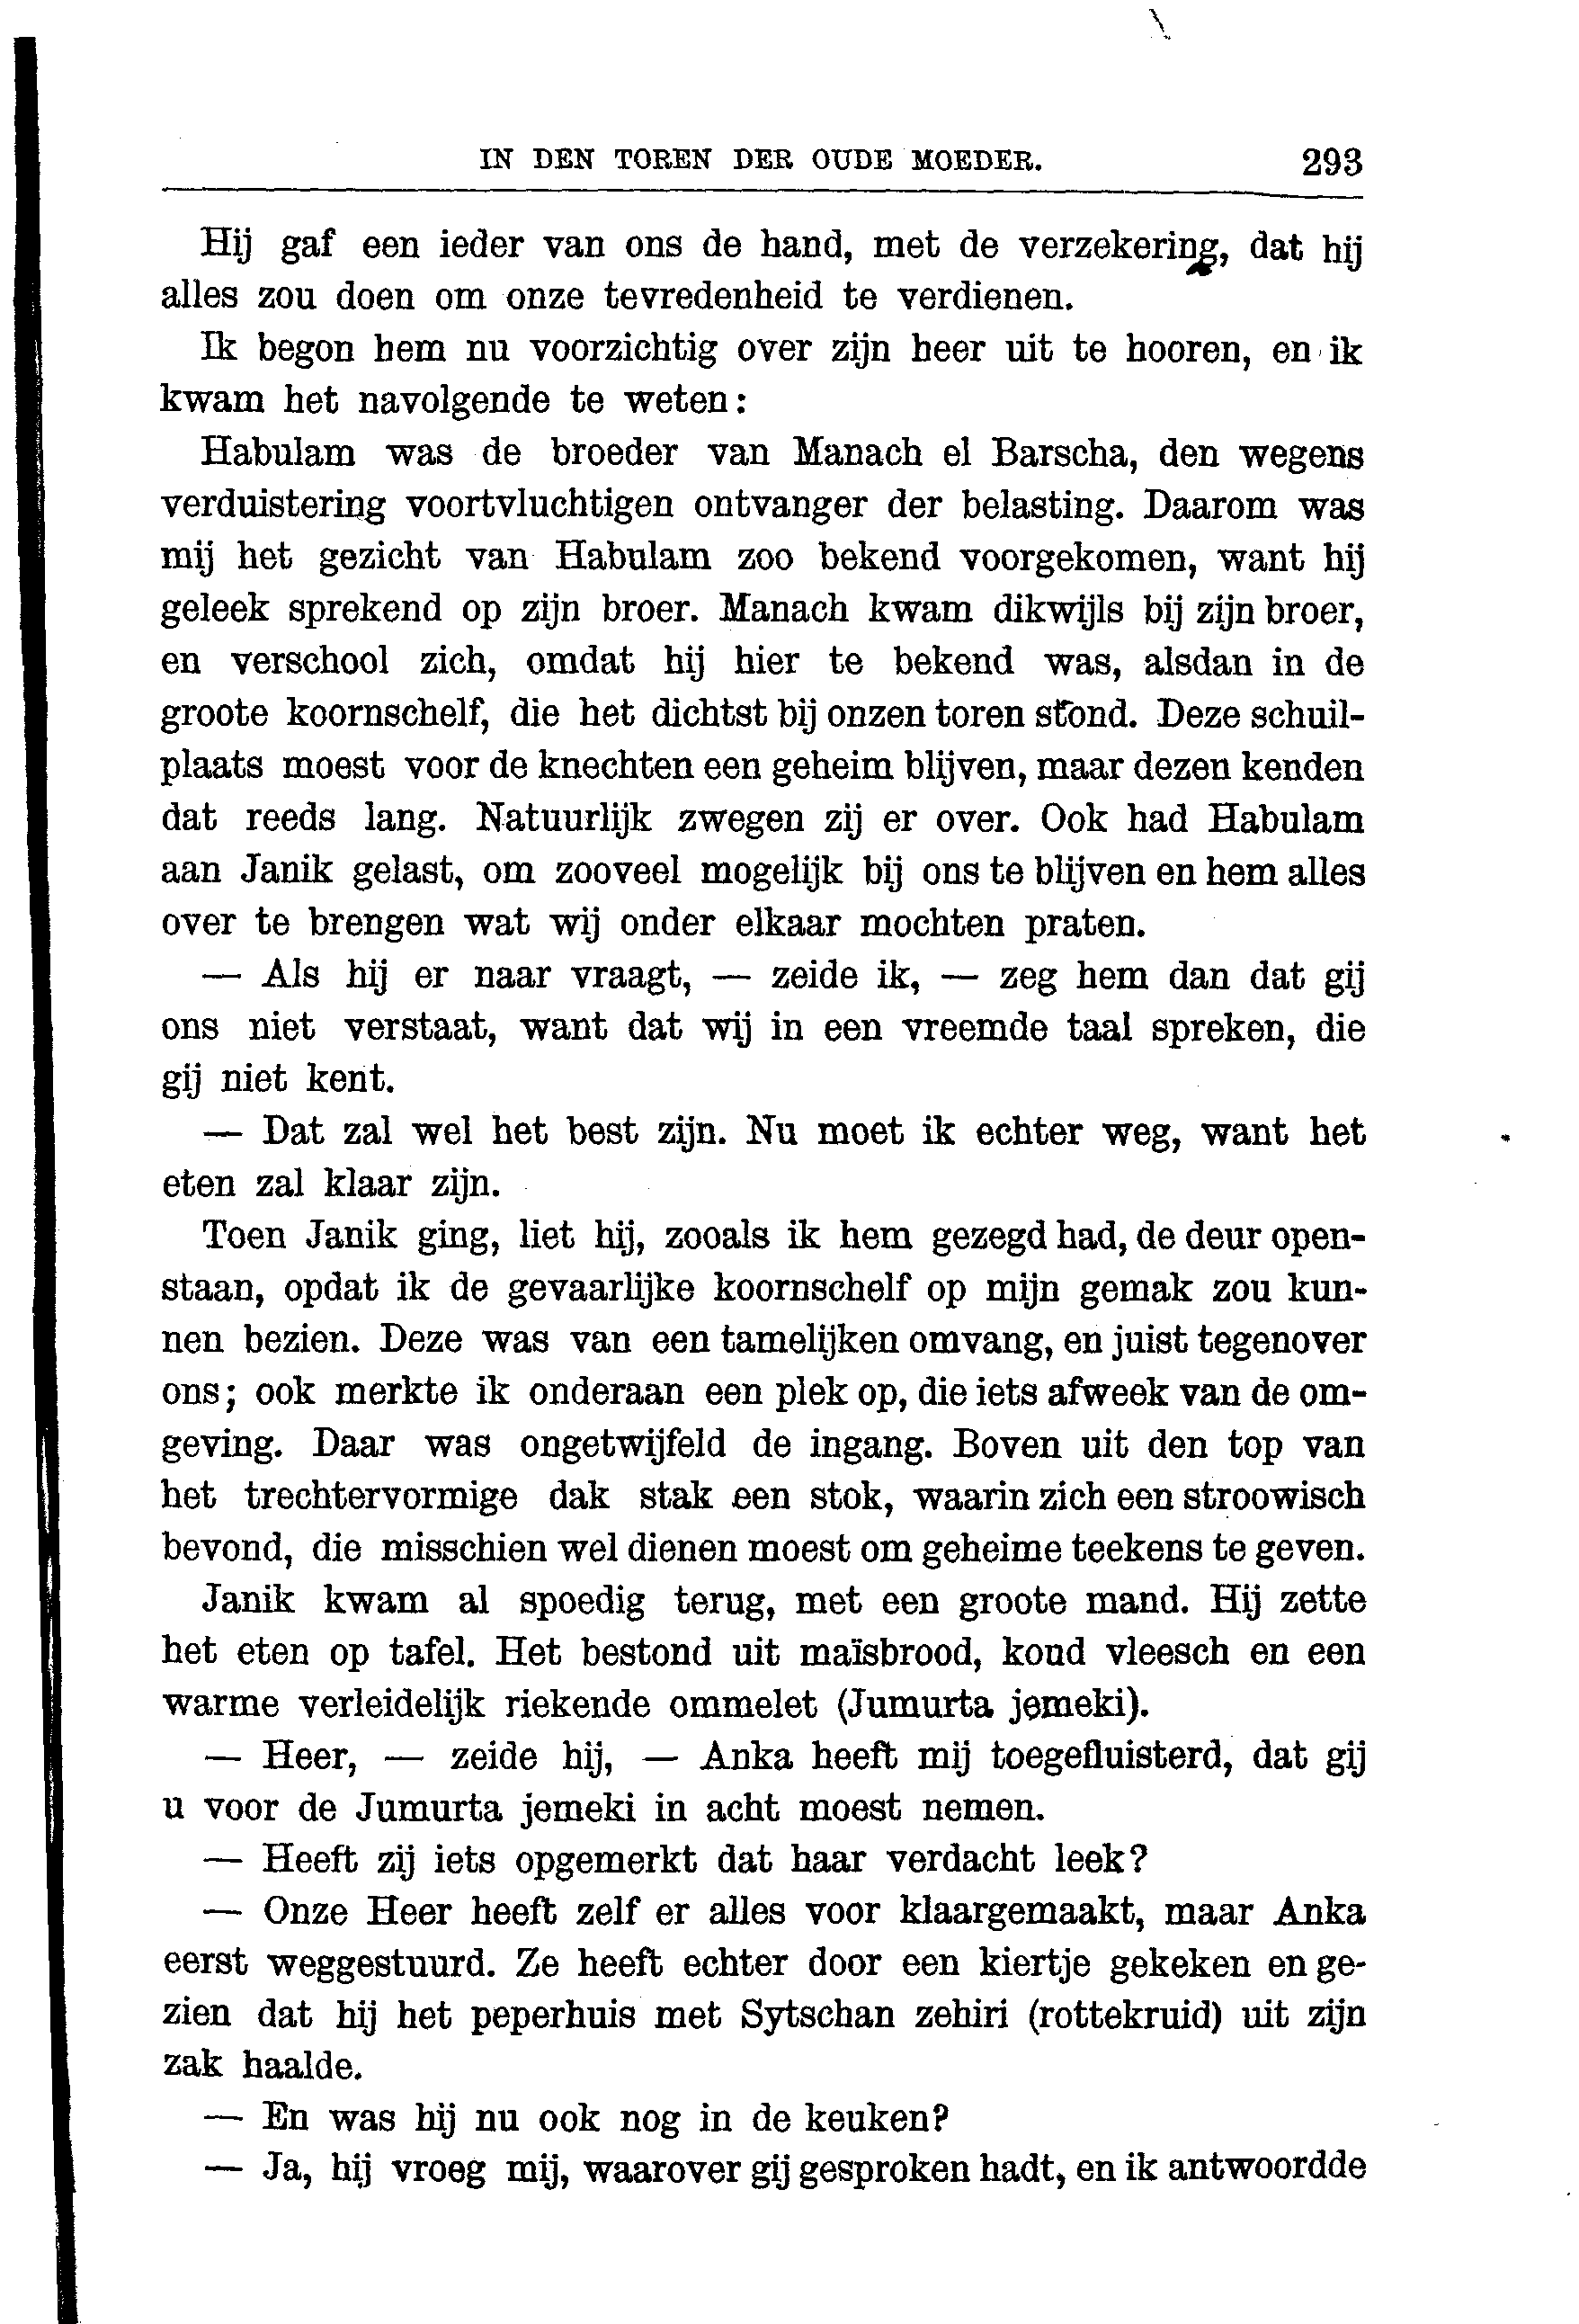 IN DEN TOREN DER OUDE MOEDER. 293
Hij gaf een ieder van ons de hand, met de verzekering, dat hij
alles zou doen om onze tevredenheid te verdienen.
Ik begon hem nu voorzichtig over zijn heer uit te hooren, en ik
kwam het navolgende te weten:
Habulam was de broeder van Manach el Barscha, den wegens
verduistering voortvluchtigen ontvanger der belasting. Daarom was
mij het gezicht van Habulam zoo bekend voorgekomen, want hij
geleek sprekend op zijn broer. Manach kwam dikwijls bij zijn broer,
en verschool zich, omdat hij hier te bekend was, alsdan in de
groote koornschelf, die het dichtst bij onzen toren stond. Deze schuil-
plaats moest voor de knechten een geheim blijven, maar dezen kenden
dat reeds lang. Natuurlijk zwegen zij er over. Ook had Habulam
aan Janik gelast, om zooveel mogelijk bij ons te blijven en hem alles
over te brengen wat wij onder elkaar mochten praten.
— Als hij er naar vraagt, — zeide ik, — zeg hem dan dat gij
ons niet verstaat, want dat wij in een vreemde taal spreken, die
gij niet kent.
— Dat zal wel het best zijn. Nu moet ik echter weg, want het
eten zal klaar zijn.
Toen Janik ging, liet hij, zooals ik hem gezegd had, de deur open-
staan, opdat ik de gevaarlijke koornschelf op mijn gemak zou kun-
nen bezien. Deze was van een tamelijken omvang, en juist tegenover
ons; ook merkte ik onderaan een plek op, die iets afweek van de om-
geving. Daar was ongetwijfeld de ingang. Boven uit den top van
het trechtervormige dak stak een stok, waarin zich een stroowisch
bevond, die misschien wel dienen moest om geheime teekens te geven.
Janik kwam al spoedig terug, met een groote mand. Hij zette
het eten op tafel. Het bestond uit maïsbrood, koud vleesch en een
warme verleidelijk riekende ommelet (Jumurta jemeki).
— Heer, — zeide hij, — Anka heeft mij toegefluisterd, dat gij
u voor de Jumurta jemeki in acht moest nemen.
— Heeft zij iets opgemerkt dat haar verdacht leek?
— Onze Heer heeft zelf er alles voor klaargemaakt, maar Anka
eerst weggestuurd. Ze heeft echter door een kiertje gekeken en ge-
zien dat hij het peperhuis met Sytschan zehiri (rottekruid) uit zijn
zak haalde.
— En was hij nu ook nog in de keuken?
— Ja, hij vroeg mij, waarover gij gesproken hadt, en ik antwoordde